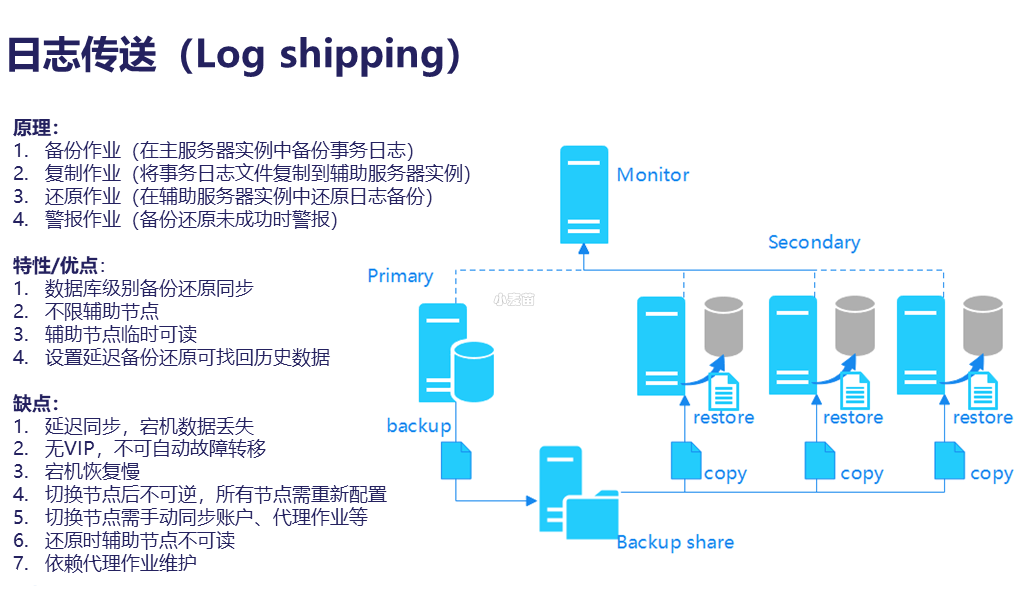 日志传送（Log shipping）
原理：
1. 备份作业（在主服务器实例中备份事务日志）
2. 复制作业（将事务日志文件复制到辅助服务器实例）
3. 还原作业（在辅助服务器实例中还原日志备份）
4. 警报作业（备份还原未成功时警报）
特性/优点：
1. 数据库级别备份还原同步
2. 不限辅助节点
3. 辅助节点临时可读
4. 设置延迟备份还原可找回历史数据
缺点：
1. 延迟同步，宕机数据丢失
2. 无VIP，不可自动故障转移
3. 宕机恢复慢
4. 切换节点后不可逆，所有节点需重新配置
5. 切换节点需手动同步账户、代理作业等
6. 还原时辅助节点不可读
7. 依赖代理作业维护
Monitor
Secondary
Primary
backup
restore
restore
restore
copy
copy
copy
Backup share